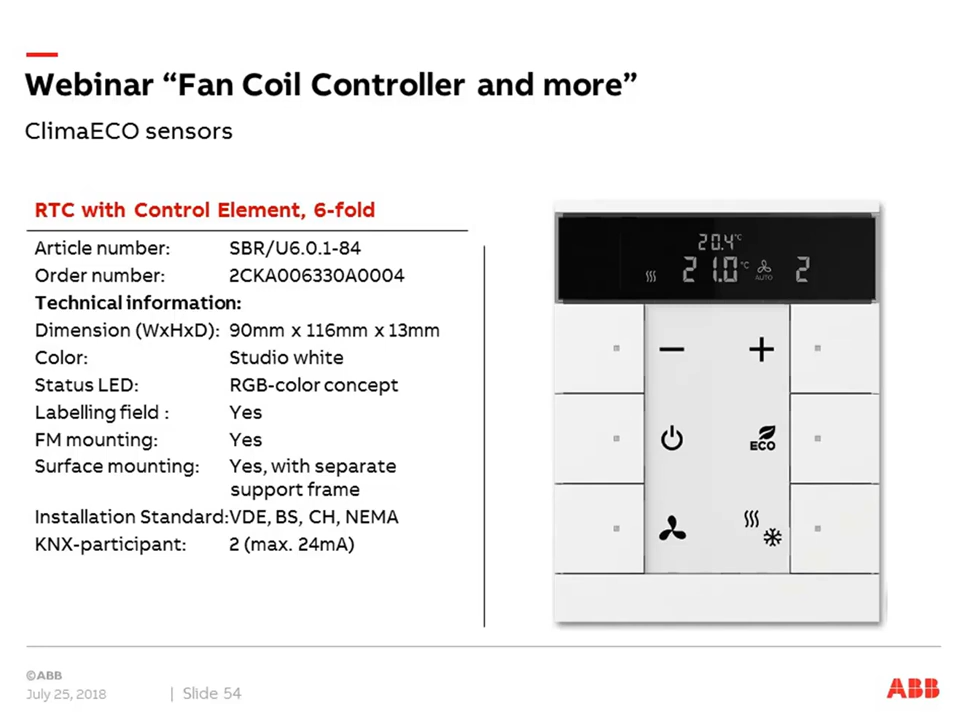 Webinar “Fan Coil Controller and more”
ClimaECO sensors
RTC with Control Element, 6-fold
Article number: SBR/U6.0.1-84
Order number: 2CKA006330A0004
Technical information:
Dimension (WxHxD): 90mm x 116mm x 13mm
Color: Studio white
Status LED: RGB-color concept
Labelling field : Yes
FM mounting: Yes
Surface mounting: Yes, with separate
support frame
Installation Standard:VDE, BS, CH, NEMA
KNX-participant: 2 (max. 24mA)
20.4°C
21.0°C AUTO 2
− +
ECO
©ABB
July 25, 2018 | Slide 54
ABB